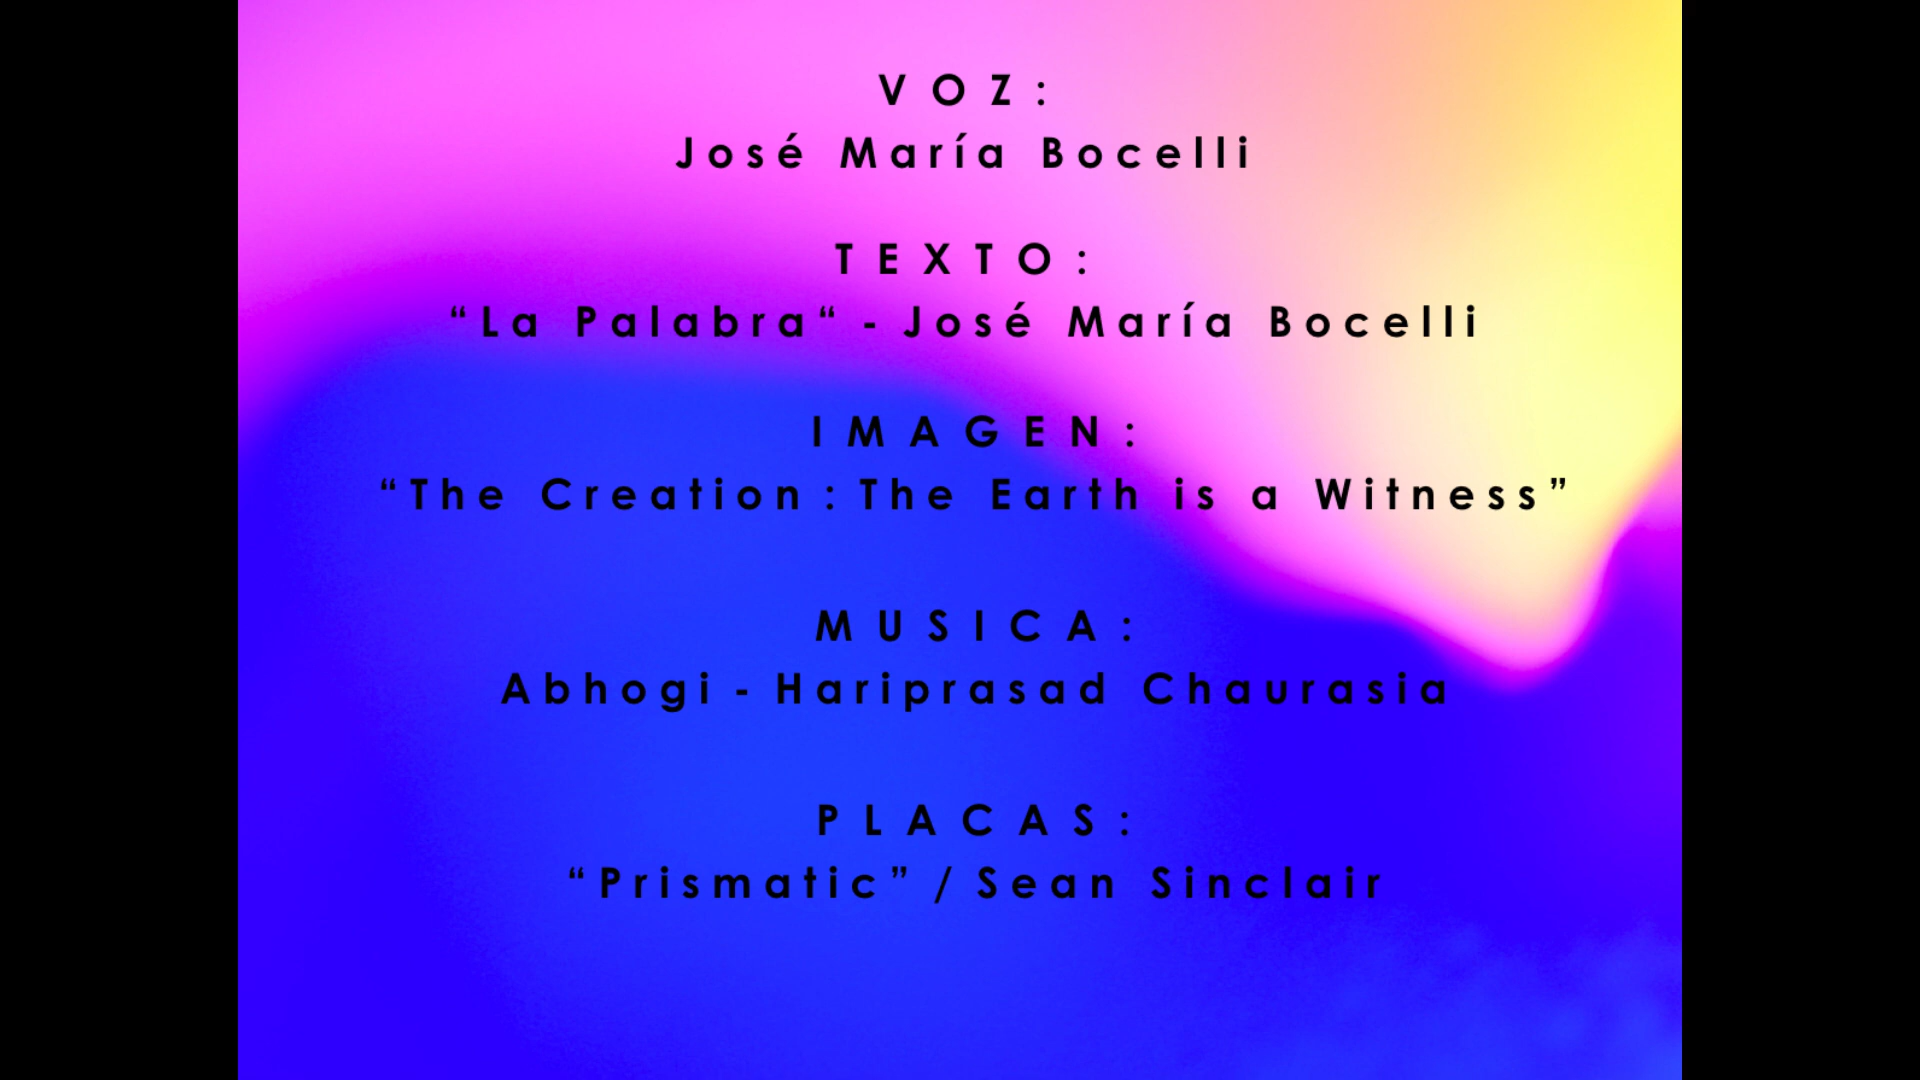 VOZ:
José María Bocelli
TEXTO:
“La Palabra“ - José María Bocelli
IMAGEN:
“The Creation : The Earth is a Witness”
MUSICA:
Abhogi - Hariprasad Chaurasia
PLACAS:
“Prismatic” / Sean Sinclair